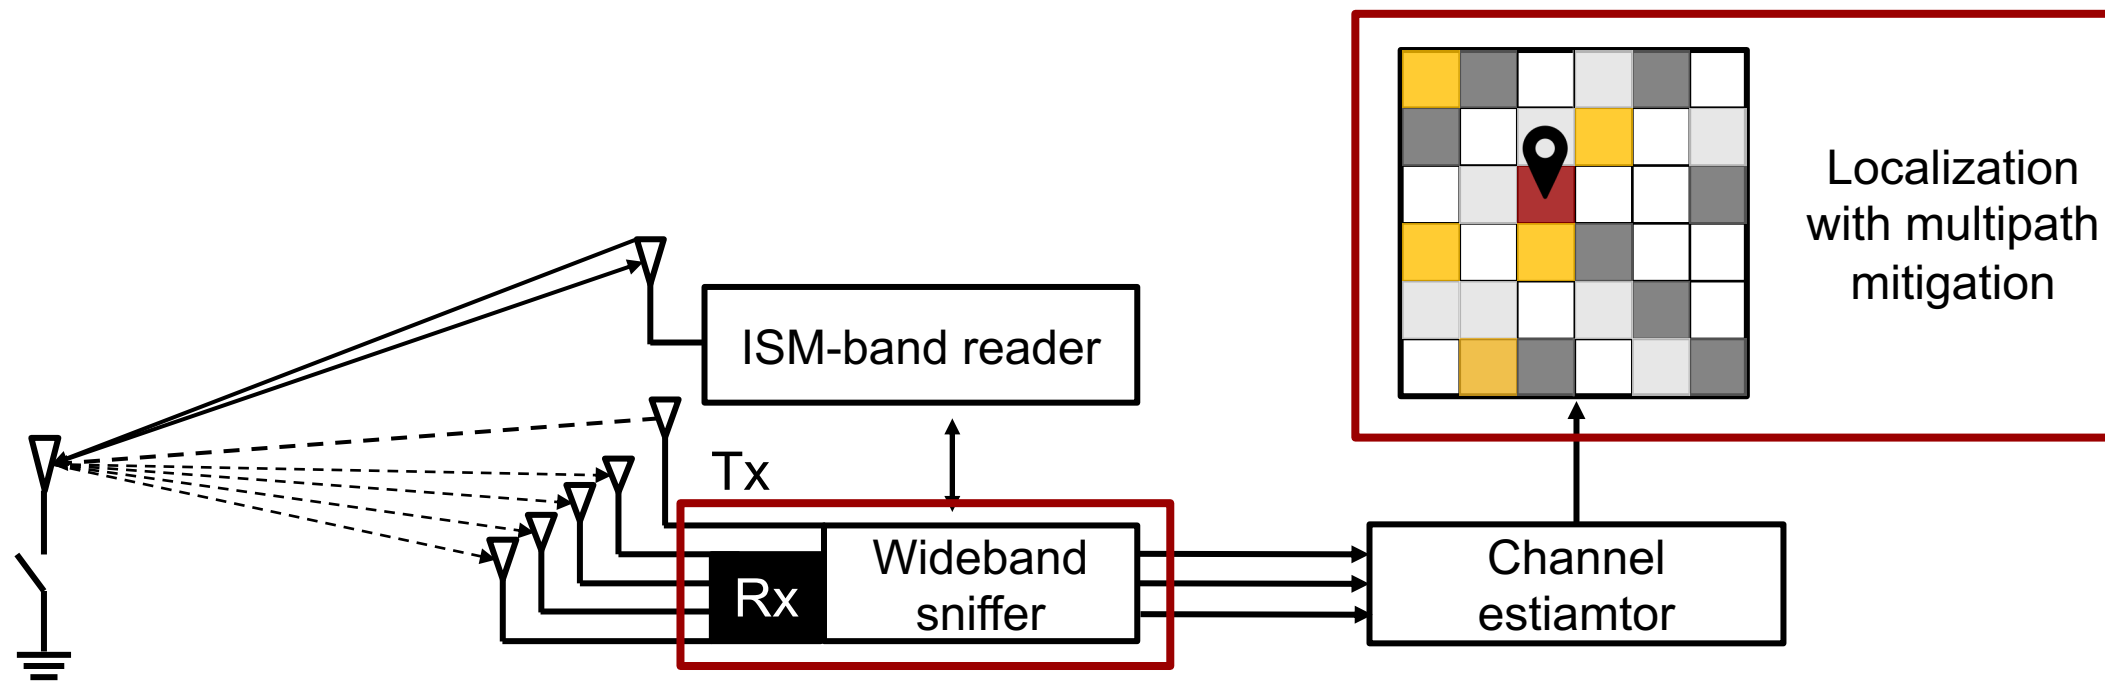 Localization
with multipath
mitigation
ISM-band reader
Tx
Rx
Wideband
sniffer
Channel
estiamtor